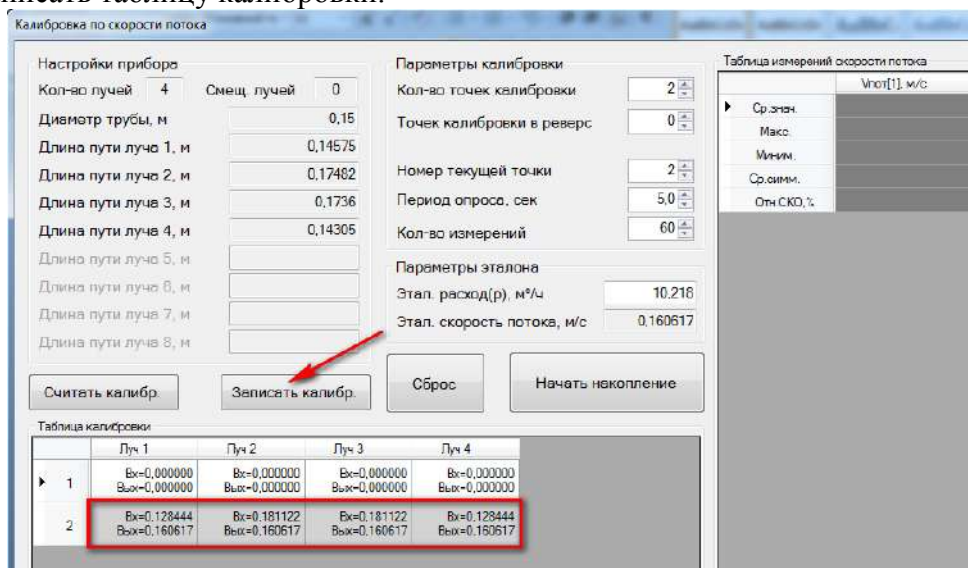 писать таблицу калибровки.
Калибровка по скорости потока
Настройки прибора
Кол-во лучей 4 Смещ. лучей 0
Диаметр трубы, м 0,15
Длина пути луча 1, м 0,14575
Длина пути луча 2, м 0,17482
Длина пути луча 3, м 0,1736
Длина пути луча 4, м 0,14305
Длина пути луча 5, м
Длина пути луча 6, м
Длина пути луча 7, м
Длина пути луча 8, м
Считать калибр. Записать калибр.
Параметры калибровки
Кол-во точек калибровки 2
Точек калибровки в реверс 0
Номер текущей точки 2
Период опроса, сек 5,0
Кол-во измерений 60
Параметры эталона
Этал. расход(р), м³/ч 10,218
Этал. скорость потока, м/с 0,160617
Сброс Начать накопление
Таблица измерений скорости потока
Vпот[1], м/с
Ср.знач.
Макс.
Миним.
Ср.симм.
Отн СКО,%
Таблица калибровки
Луч 1 Луч 2 Луч 3 Луч 4
1 Вх=0,000000 Вх=0,000000 Вх=0,000000 Вх=0,000000
Вых=0,000000 Вых=0,000000 Вых=0,000000 Вых=0,000000
2 Вх=0,128444 Вх=0,181122 Вх=0,181122 Вх=0,128444
Вых=0,160617 Вых=0,160617 Вых=0,160617 Вых=0,160617